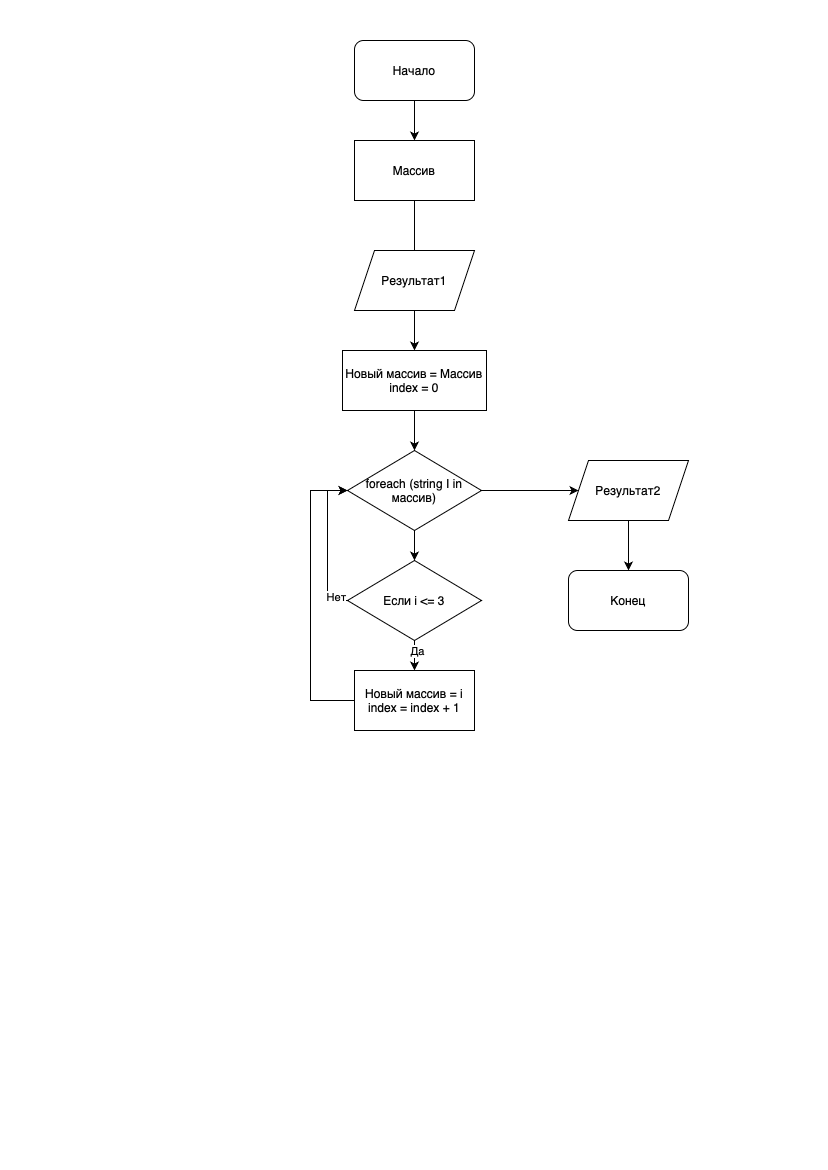 Начало
Массив
Результат1
Новый массив = Массив
index = 0
foreach (string I in
массив)
Результат2
Нет
Если i <= 3
Конец
Да
Новый массив = i
index = index + 1